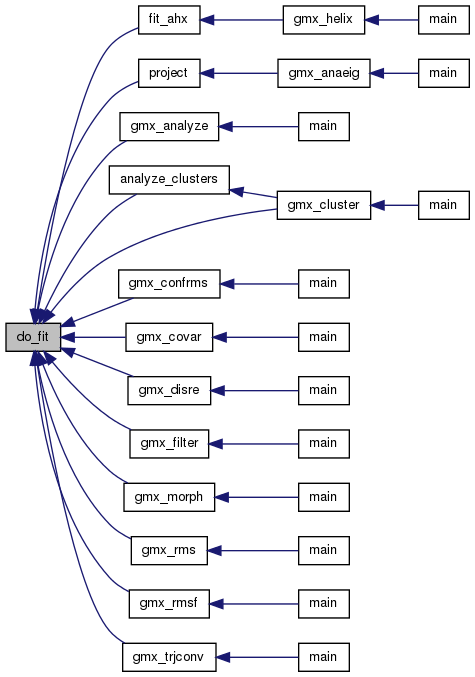 fit_ahx
gmx_helix
main
project
gmx_anaeig
main
gmx_analyze
main
analyze_clusters
gmx_cluster
main
gmx_confrms
main
do_fit
gmx_covar
main
gmx_disre
main
gmx_filter
main
gmx_morph
main
gmx_rms
main
gmx_rmsf
main
gmx_trjconv
main